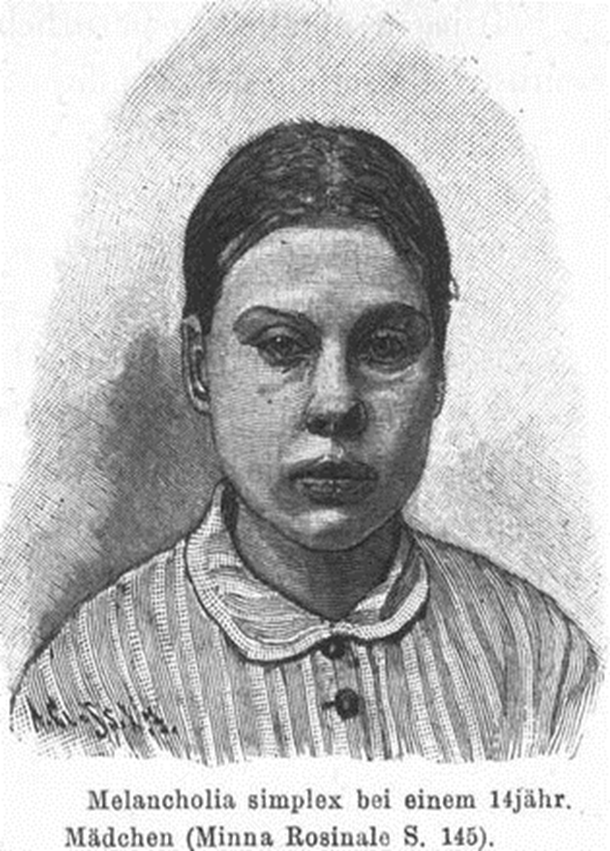 Melancholia simplex bei einem 14jähr.
Mädchen (Minna Rosinale S. 145).